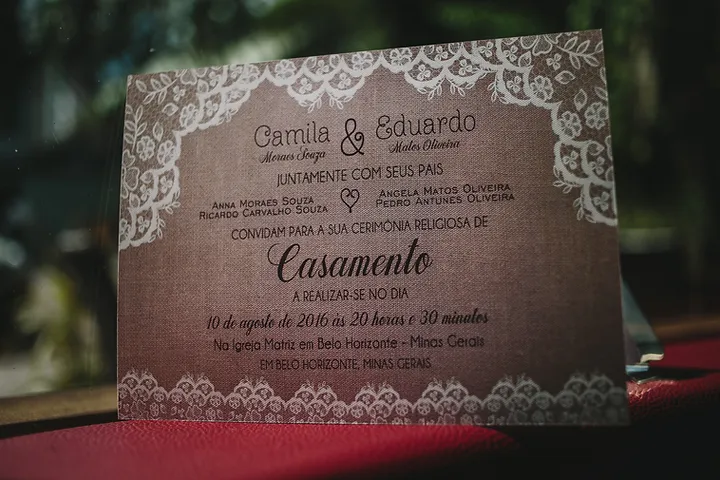 Camila & Eduardo
Moraes Souza Matos Oliveira
JUNTAMENTE COM SEUS PAIS
ANNA MORAES SOUZA ANGELA MATOS OLIVEIRA
RICARDO CARVALHO SOUZA PEDRO ANTUNES OLIVEIRA
CONVIDAM PARA A SUA CERIMÔNIA RELIGIOSA DE
Casamento
A REALIZAR-SE NO DIA
10 de agosto de 2016 às 20 horas e 30 minutos
Na Igreja Matriz em Belo Horizonte - Minas Gerais
EM BELO HORIZONTE, MINAS GERAIS